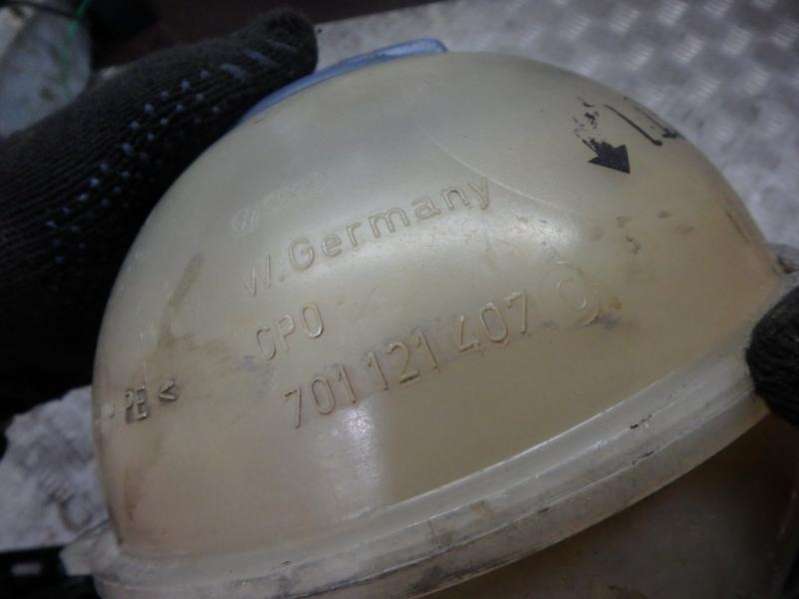 W. Germany
CPO
701 121 407
PE <